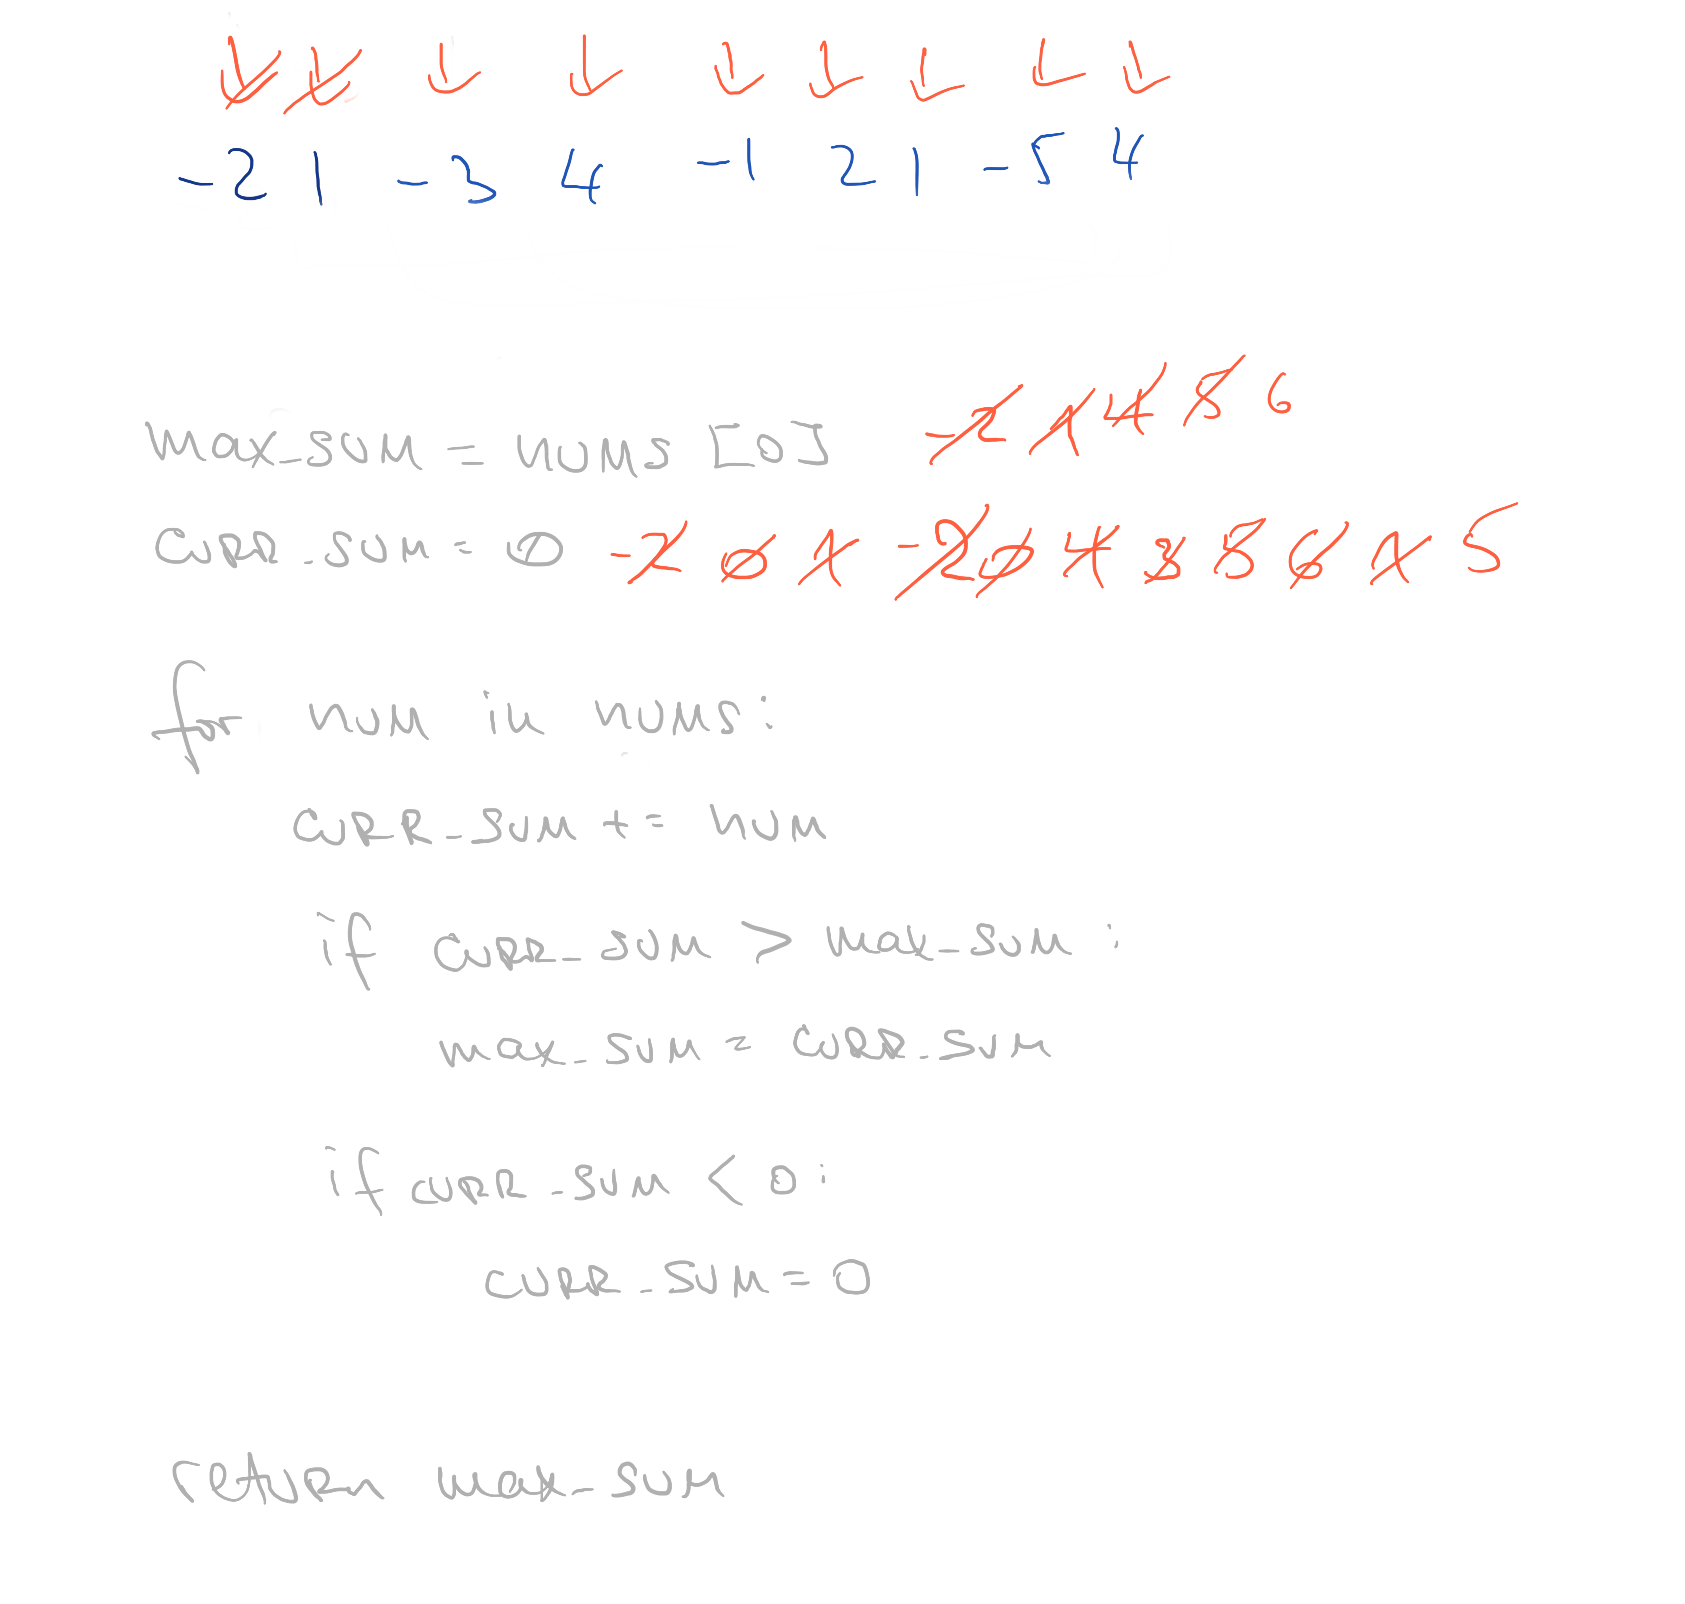 -2 1 -3 4 -1 2 1 -5 4
max_sum = nums [0] -2 1 4 5 6
curr_sum = 0 -2 0 1 -2 0 4 3 5 6 1 5
for num in nums:
curr_sum += num
if curr_sum > max_sum :
max_sum = curr_sum
if curr_sum < 0 :
curr_sum = 0
return max_sum